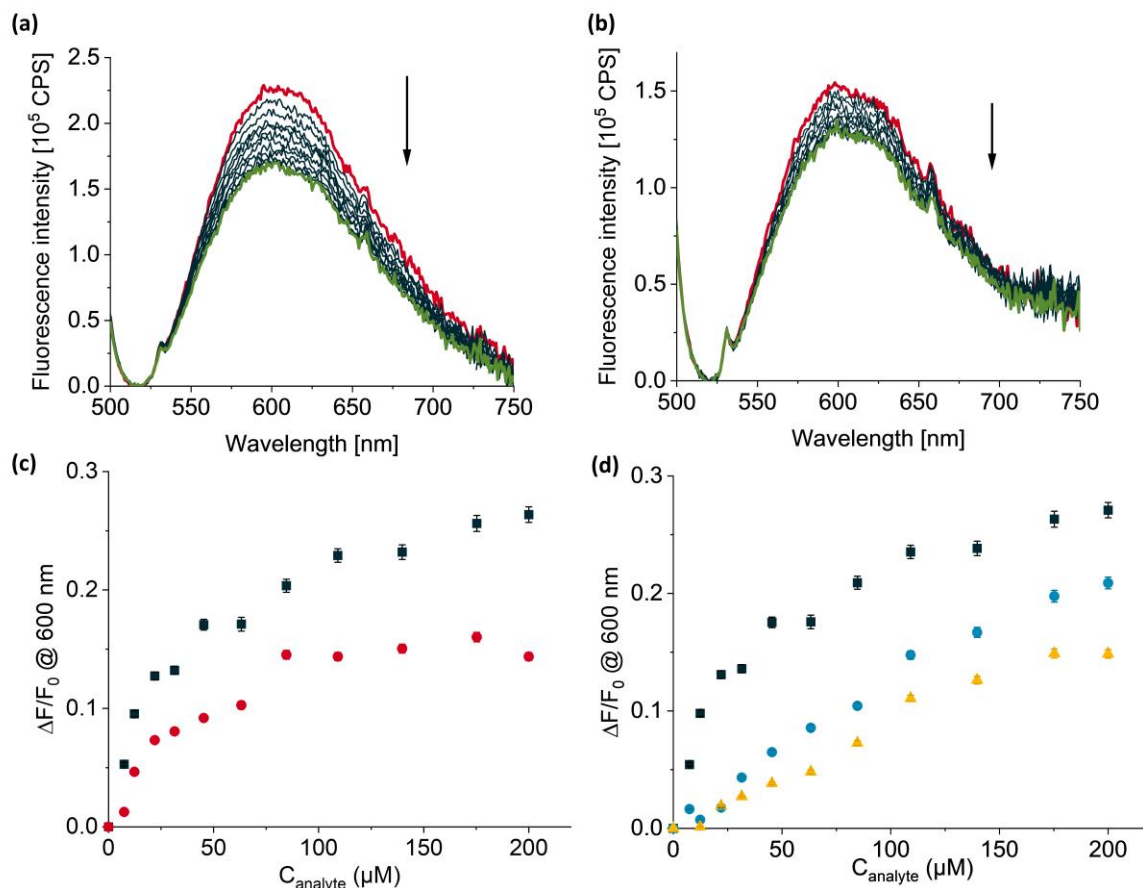 (a)
Fluorescence intensity [10⁵ CPS]
2.5
2.0
1.5
1.0
0.5
0.0
500 550 600 650 700 750
Wavelength [nm]
(b)
Fluorescence intensity [10⁵ CPS]
1.5
1.0
0.5
0.0
500 550 600 650 700 750
Wavelength [nm]
(c)
ΔF/F₀ @ 600 nm
0.3
0.2
0.1
0.0
0 50 100 150 200
C_analyte (µM)
(d)
ΔF/F₀ @ 600 nm
0.3
0.2
0.1
0.0
0 50 100 150 200
C_analyte (µM)